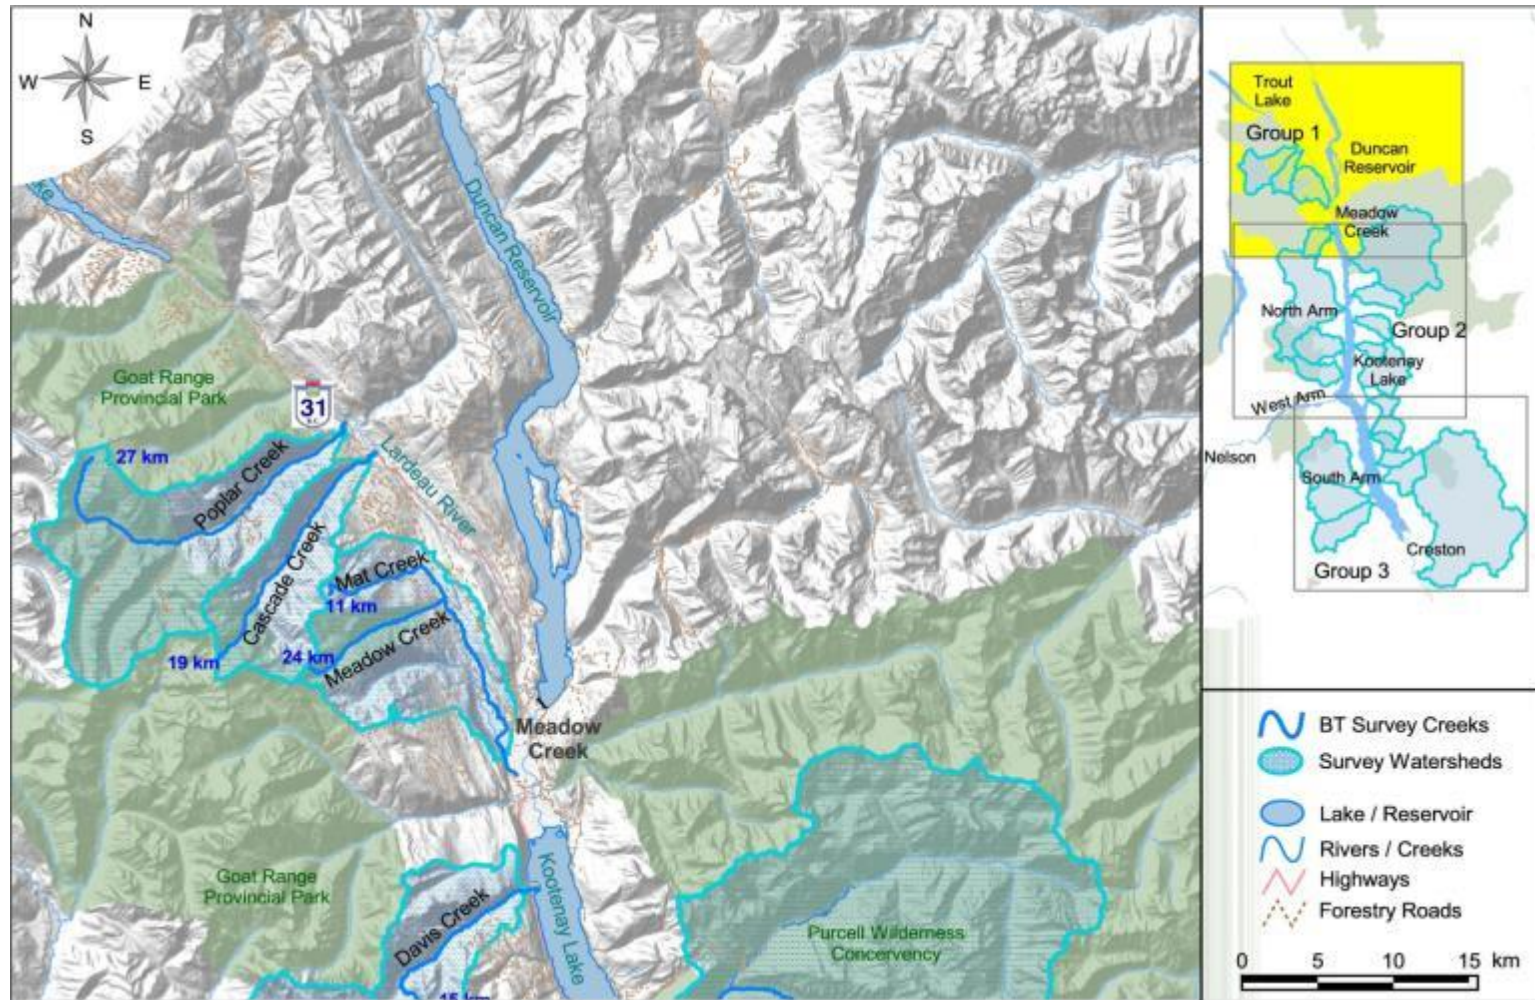 N
W
E
S
ke
Duncan Reservoir
Goat Range
Provincial Park
31
27 km
Poplar Creek
Lardeau River
Cascade Creek
Mat Creek
11 km
19 km
24 km
Meadow Creek
Meadow
Creek
Goat Range
Provincial Park
Davis Creek
15 km
Kootenay Lake
Purcell Wilderness
Concervency
Trout
Lake
Group 1
Duncan
Reservoir
Meadow
Creek
North Arm
Group 2
Kootenay
Lake
West Arm
Nelson
South Arm
Creston
Group 3
BT Survey Creeks
Survey Watersheds
Lake / Reservoir
Rivers / Creeks
Highways
Forestry Roads
0 5 10 15 km